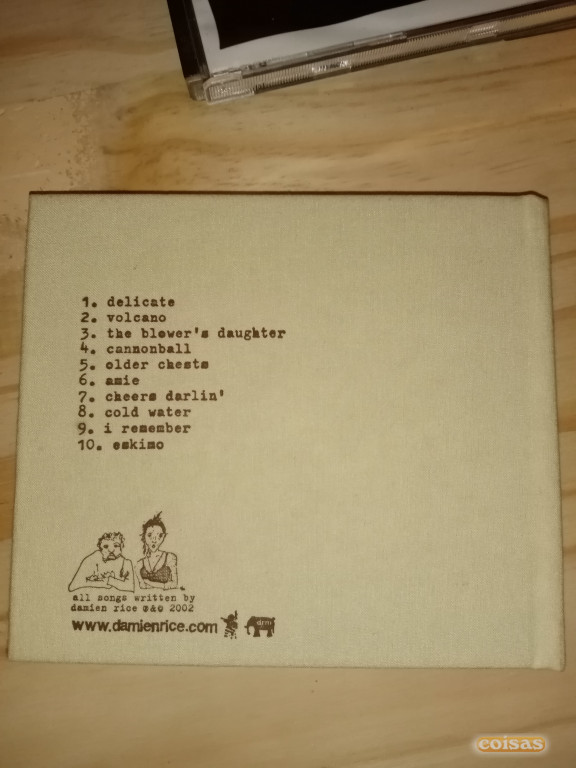 1. delicate
2. volcano
3. the blower's daughter
4. cannonball
5. older chests
6. amie
7. cheers darlin'
8. cold water
9. i remember
10. eskimo
all songs written by
damien rice ℗&© 2002
www.damienrice.com
drm
coisas